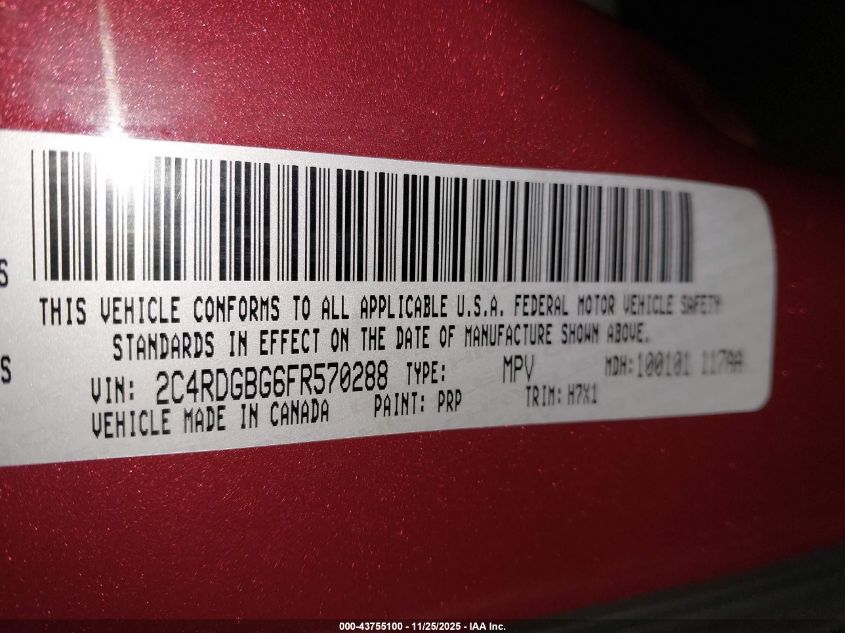 S
THIS VEHICLE CONFORMS TO ALL APPLICABLE U.S.A. FEDERAL MOTOR VEHICLE SAFETY
STANDARDS IN EFFECT ON THE DATE OF MANUFACTURE SHOWN ABOVE.
S
VIN: 2C4RDGBG6FR570288 TYPE: MPV MDH: 100101 117AA
VEHICLE MADE IN CANADA PAINT: PRP TRIM: H7X1
000-43755100 - 11/25/2025 - IAA Inc.